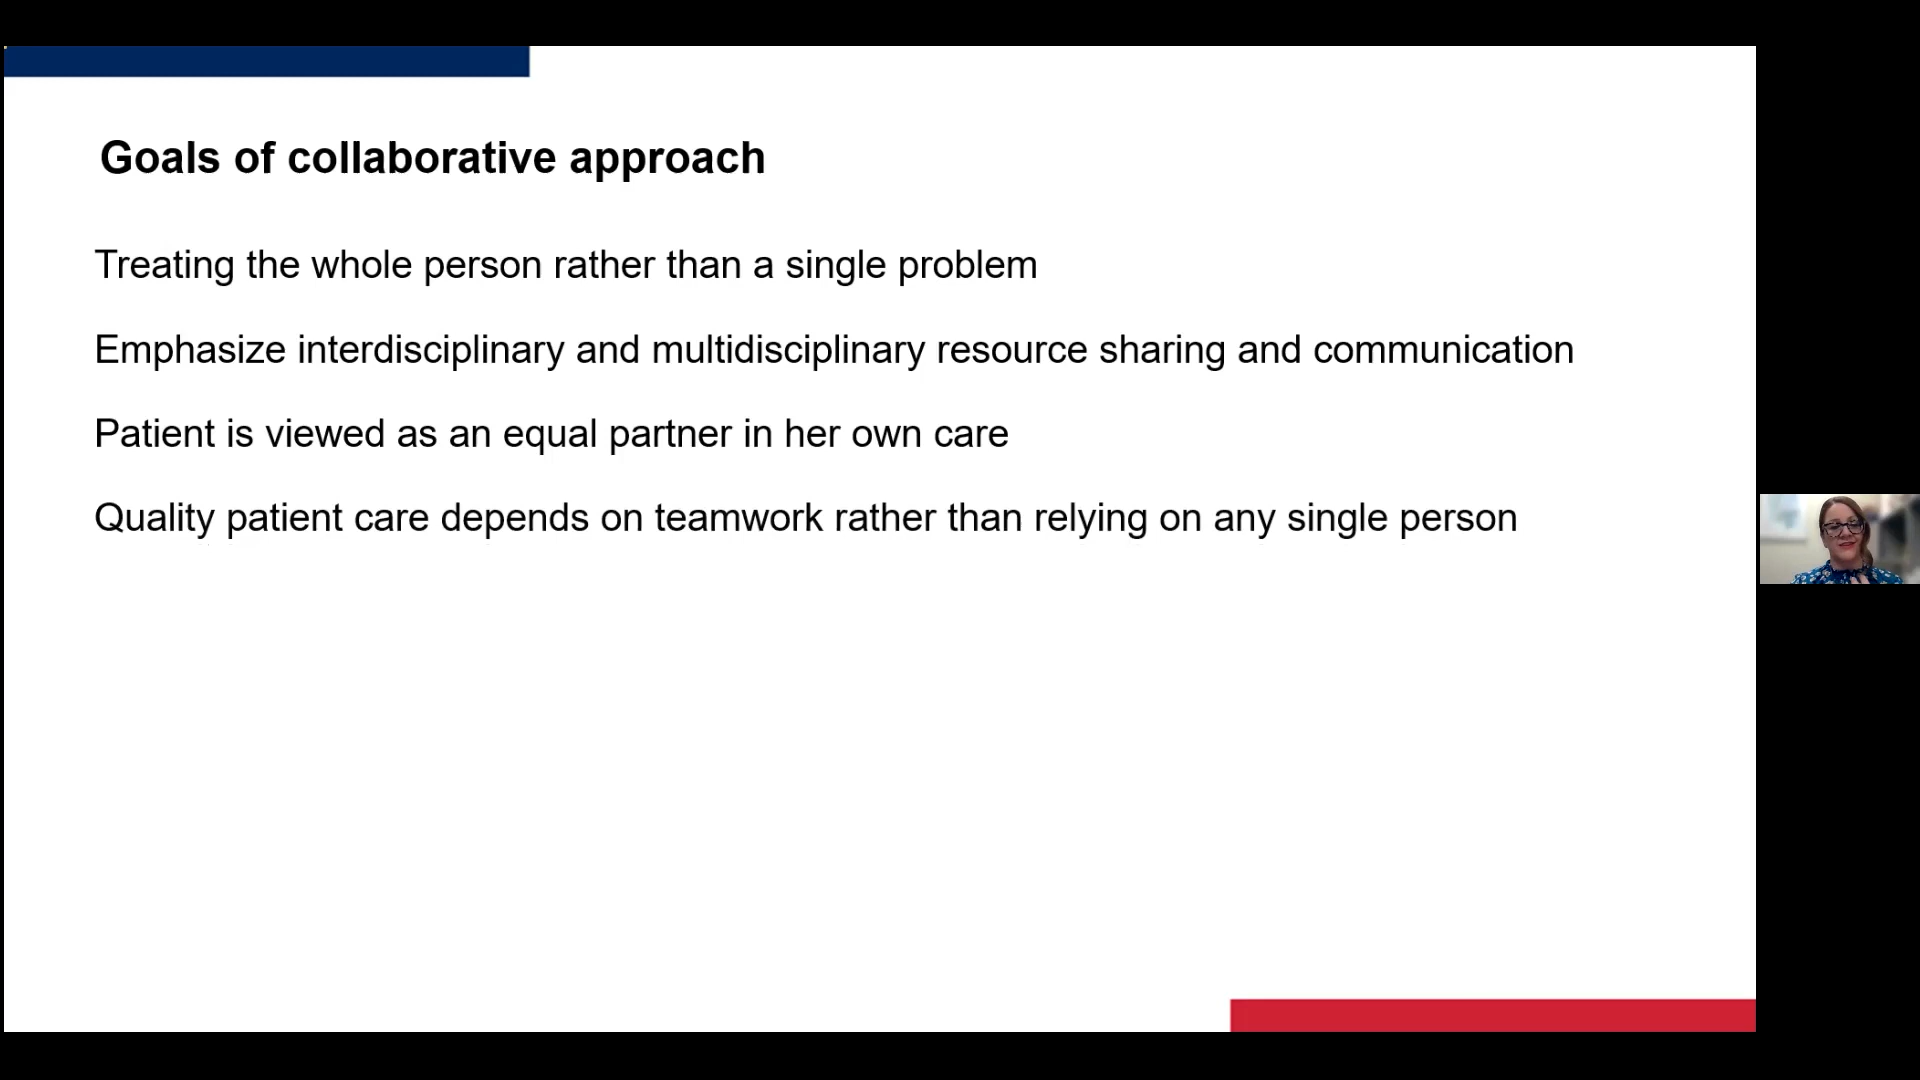 Goals of collaborative approach
Treating the whole person rather than a single problem
Emphasize interdisciplinary and multidisciplinary resource sharing and communication
Patient is viewed as an equal partner in her own care
Quality patient care depends on teamwork rather than relying on any single person